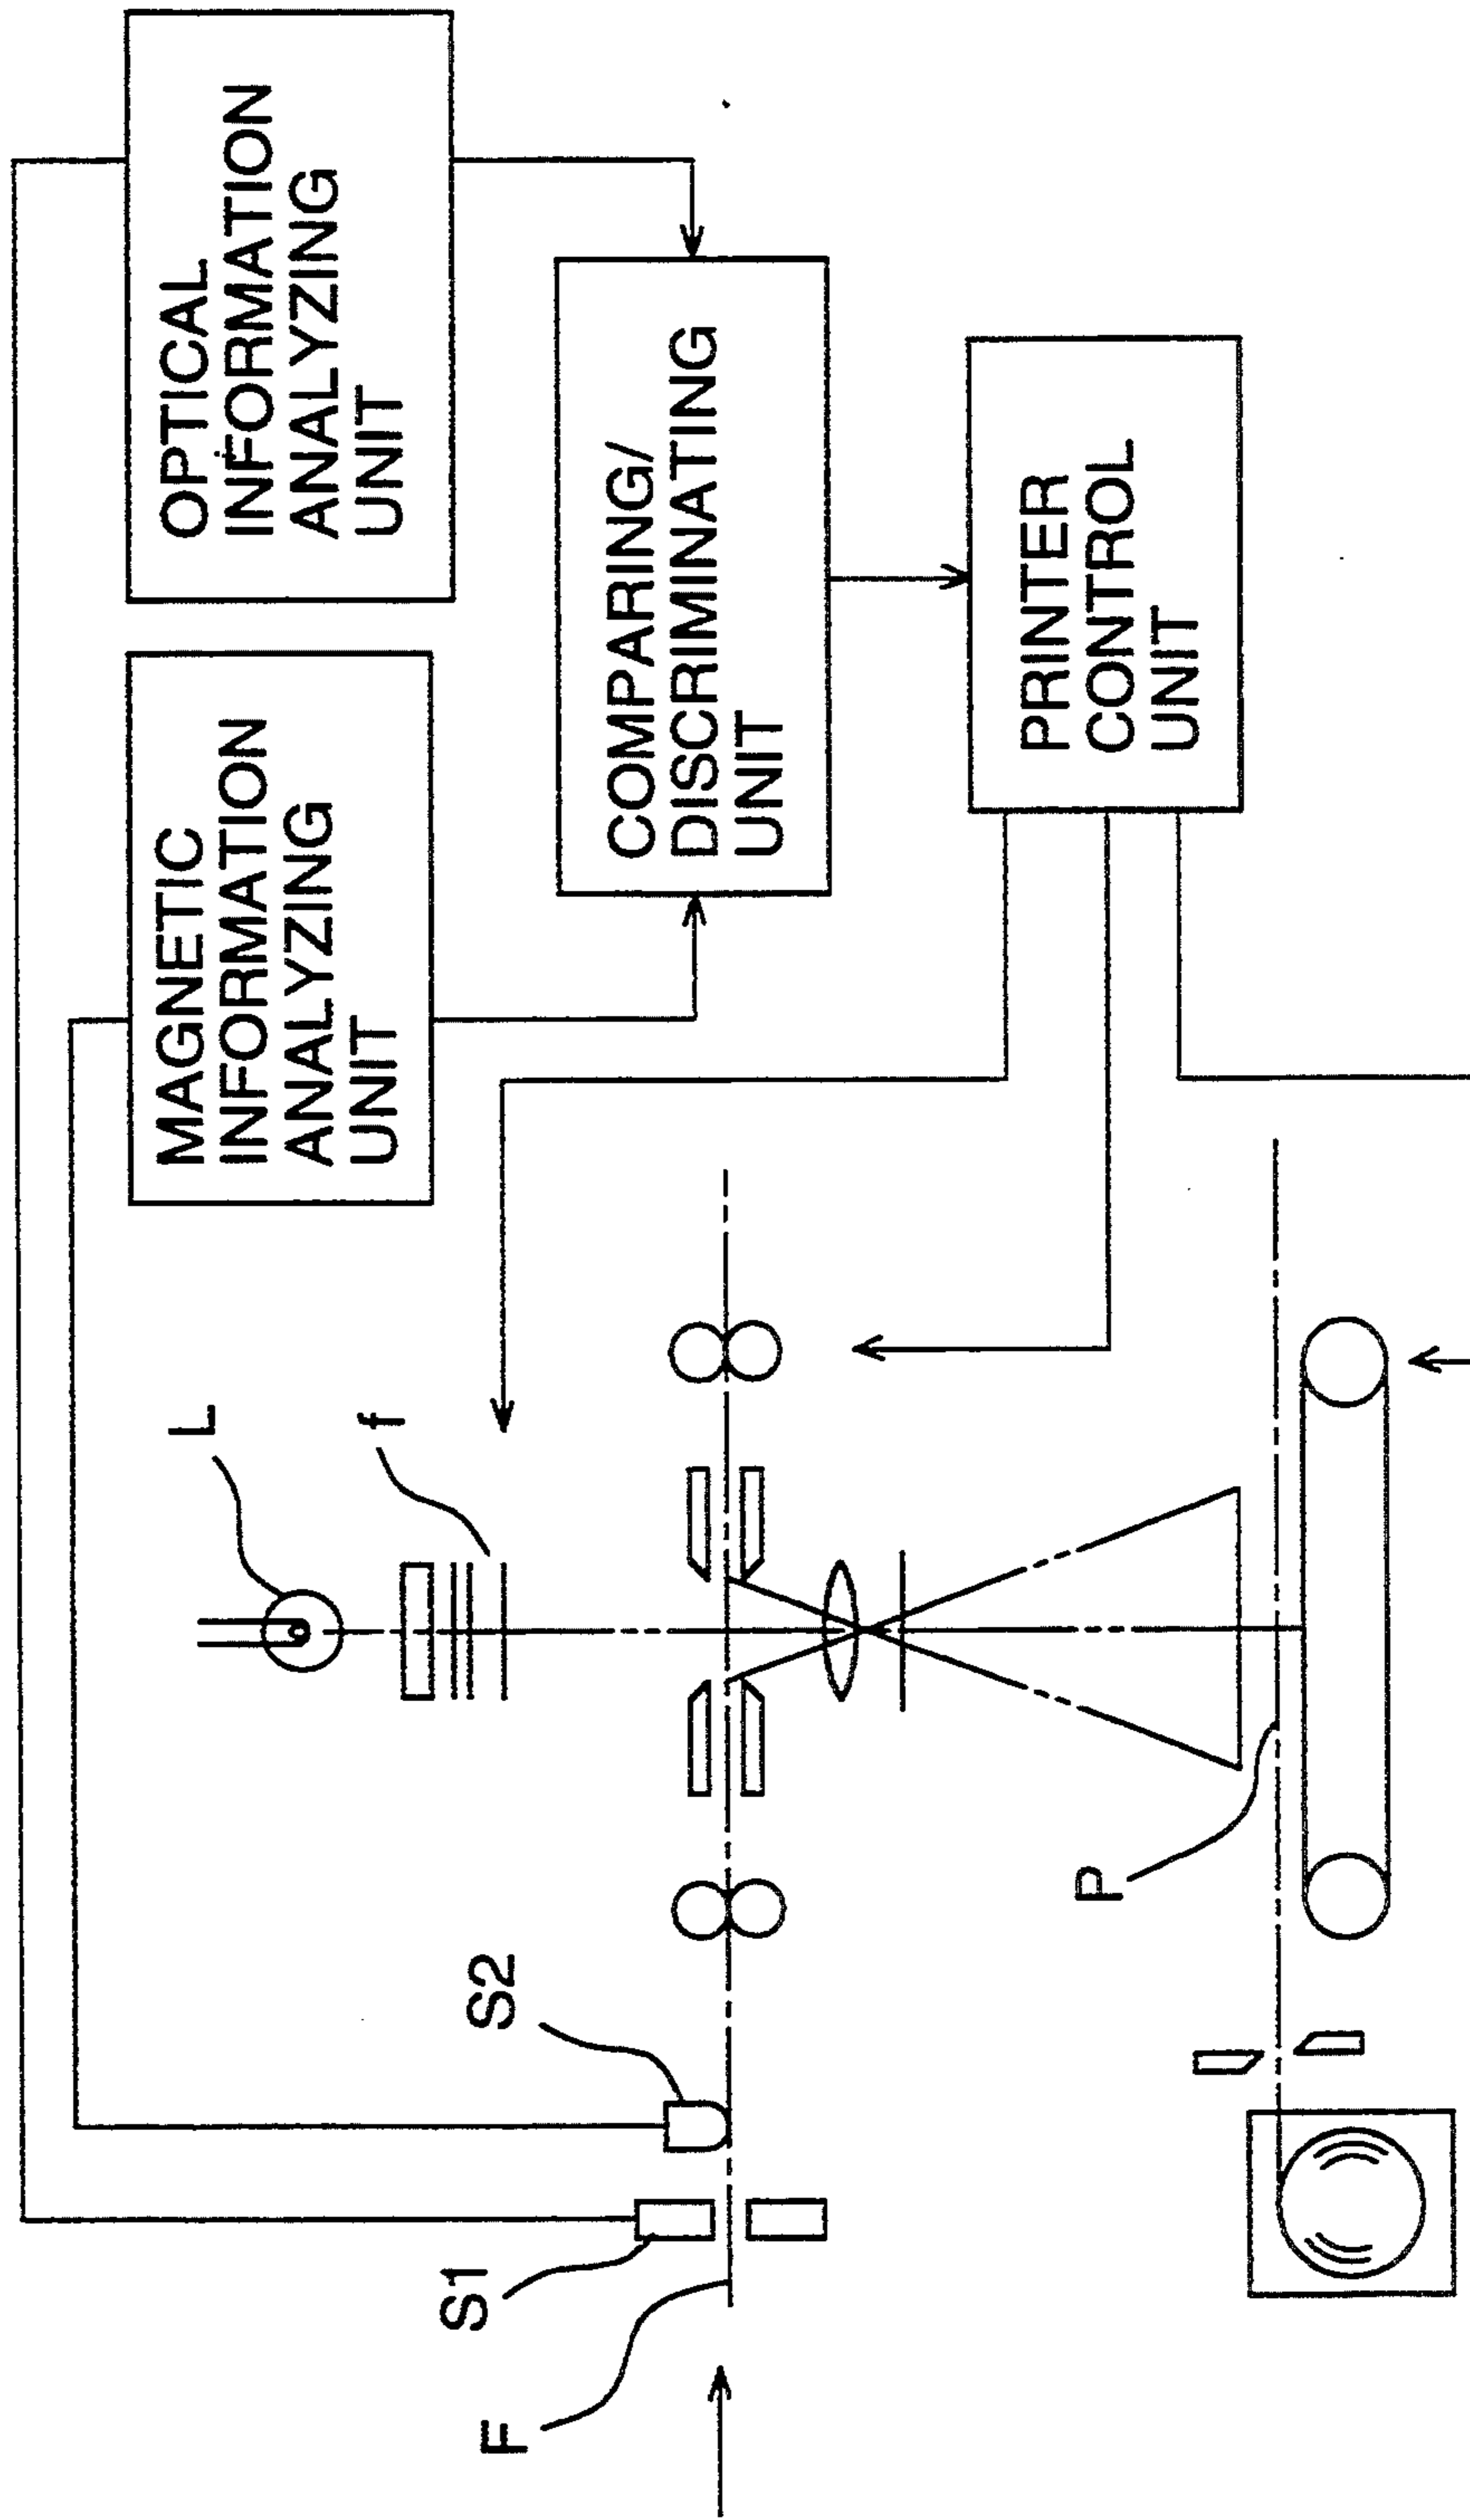 OPTICAL
INFORMATION
ANALYZING
UNIT
MAGNETIC
INFORMATION
ANALYZING
UNIT
COMPARING/
DISCRIMINATING
UNIT
PRINTER
CONTROL
UNIT
L
f
S2
S1
F
P